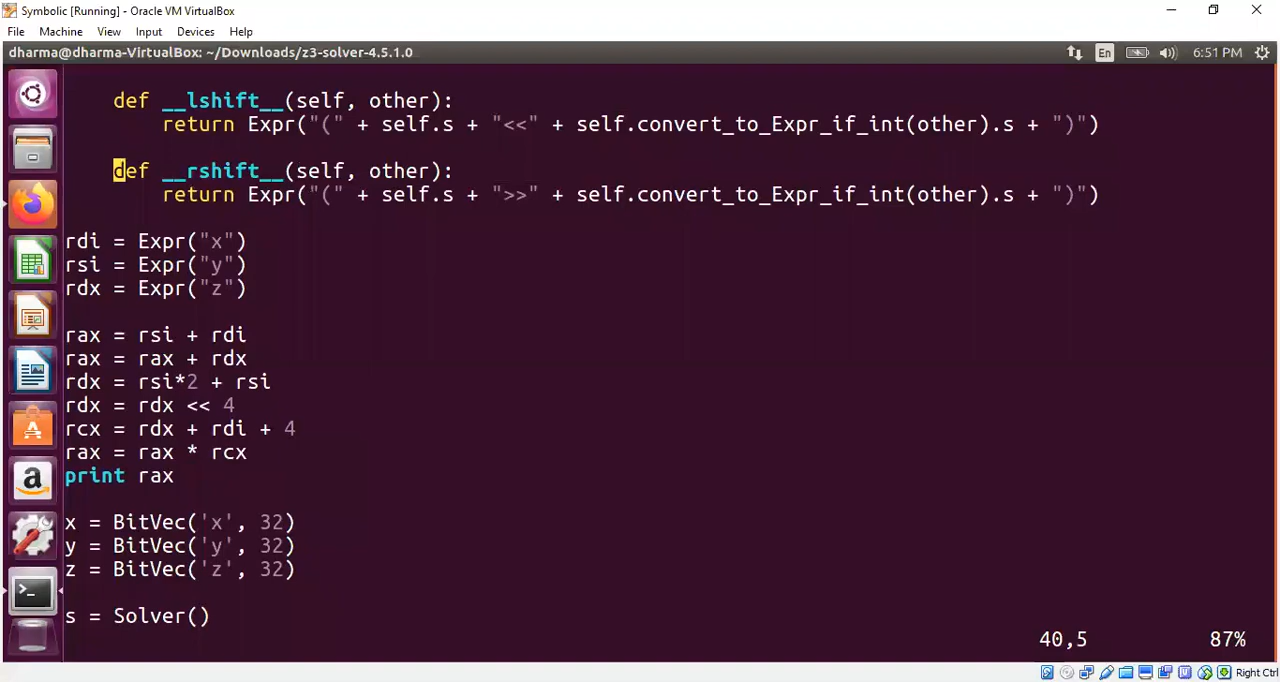 Symbolic [Running] - Oracle VM VirtualBox
File Machine View Input Devices Help
dharma@dharma-VirtualBox: ~/Downloads/z3-solver-4.5.1.0 En 6:51 PM
def __lshift__(self, other):
return Expr("(" + self.s + "<<" + self.convert_to_Expr_if_int(other).s + ")")
def __rshift__(self, other):
return Expr("(" + self.s + ">>" + self.convert_to_Expr_if_int(other).s + ")")
rdi = Expr("x")
rsi = Expr("y")
rdx = Expr("z")
rax = rsi + rdi
rax = rax + rdx
rdx = rsi*2 + rsi
rdx = rdx << 4
rcx = rdx + rdi + 4
rax = rax * rcx
print rax
x = BitVec('x', 32)
y = BitVec('y', 32)
z = BitVec('z', 32)
s = Solver()
40,5 87%
Right Ctrl